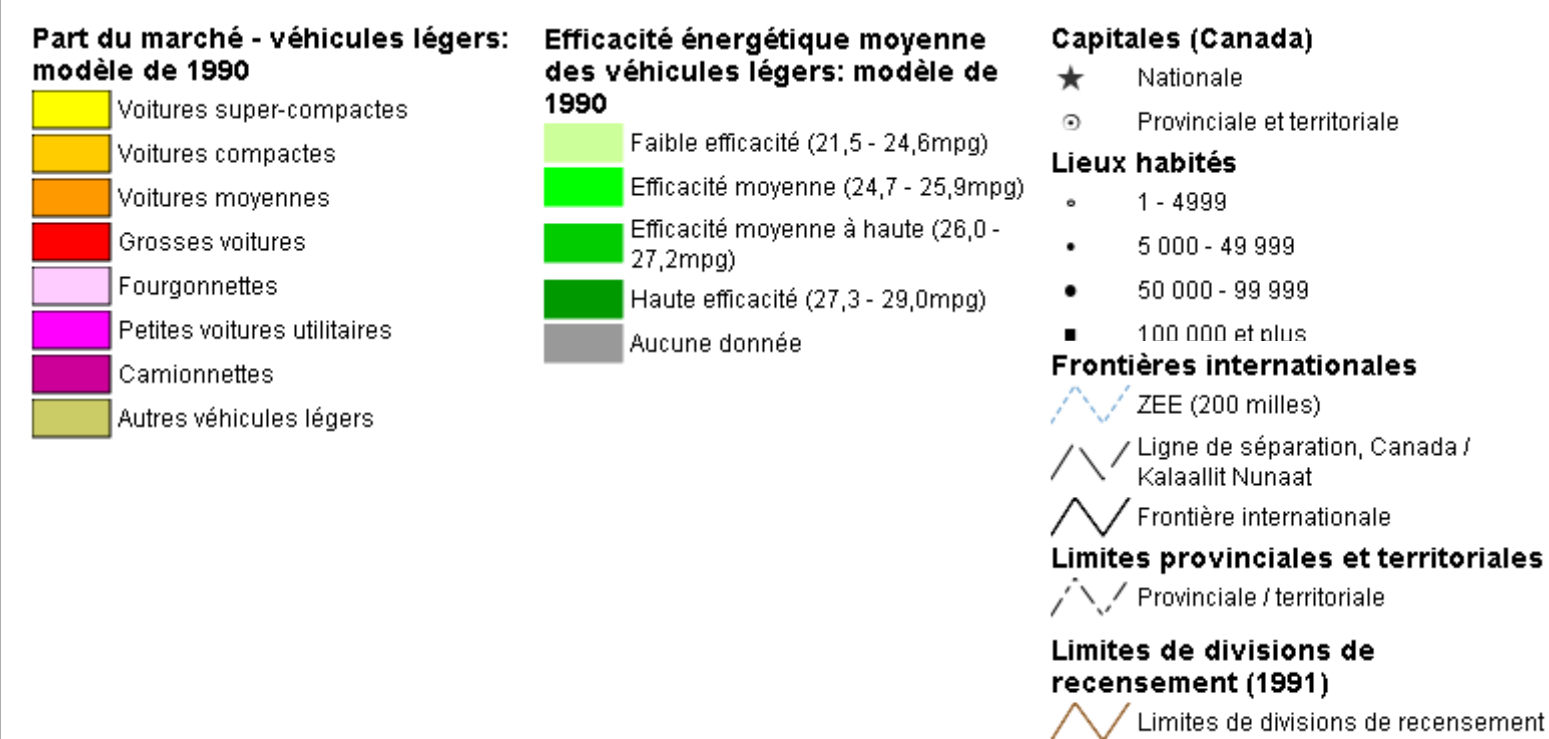 Part du marché - véhicules légers:
modèle de 1990
Voitures super-compactes
Voitures compactes
Voitures moyennes
Grosses voitures
Fourgonnettes
Petites voitures utilitaires
Camionnettes
Autres véhicules légers
Efficacité énergétique moyenne
des véhicules légers: modèle de
1990
Faible efficacité (21,5 - 24,6mpg)
Efficacité moyenne (24,7 - 25,9mpg)
Efficacité moyenne à haute (26,0 -
27,2mpg)
Haute efficacité (27,3 - 29,0mpg)
Aucune donnée
Capitales (Canada)
Nationale
Provinciale et territoriale
Lieux habités
1 - 4999
5 000 - 49 999
50 000 - 99 999
100 000 et plus
Frontières internationales
ZEE (200 milles)
Ligne de séparation, Canada /
Kalaallit Nunaat
Frontière internationale
Limites provinciales et territoriales
Provinciale / territoriale
Limites de divisions de
recensement (1991)
Limites de divisions de recensement